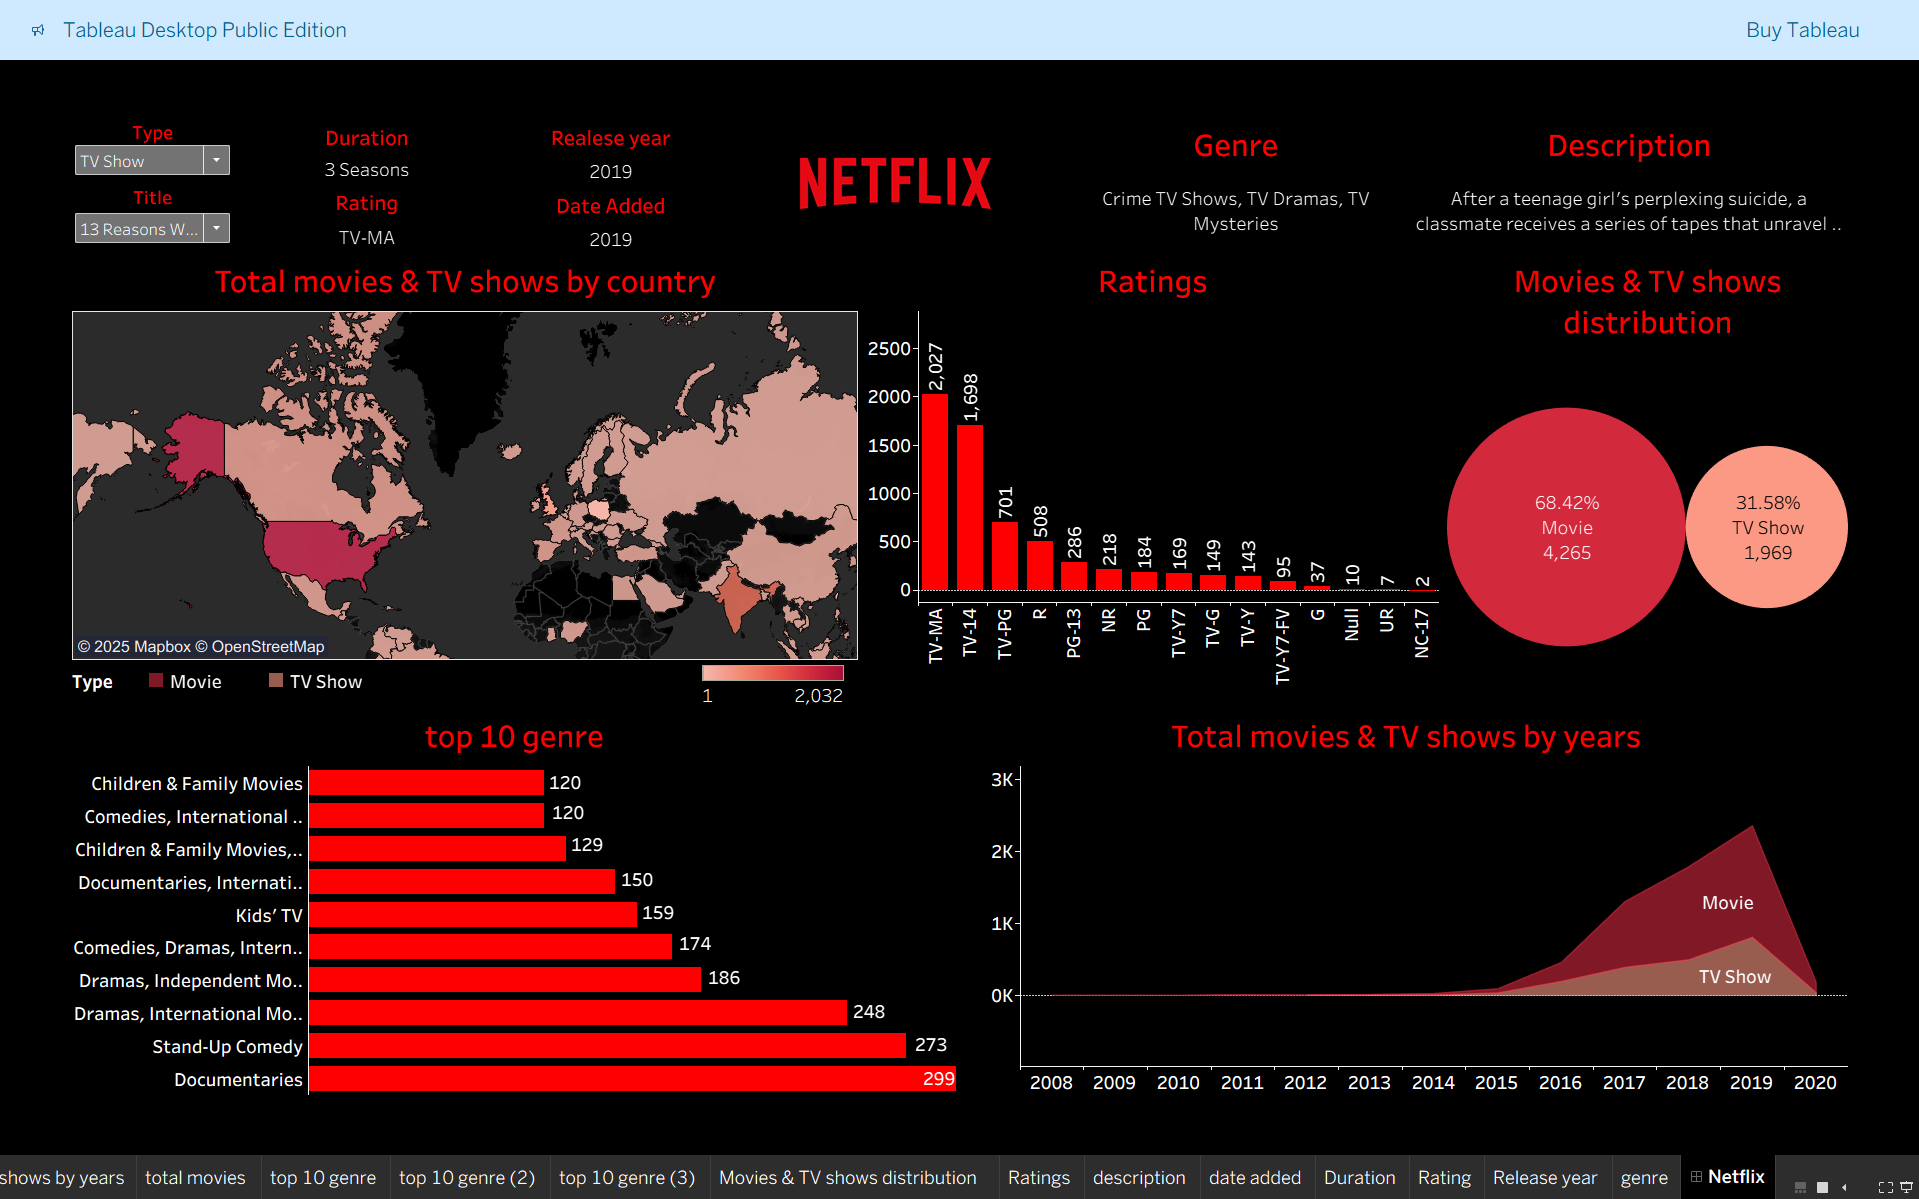 Tableau Desktop Public Edition
Buy Tableau
Type
TV Show
Title
13 Reasons W...
Duration
3 Seasons
Rating
TV-MA
Realese year
2019
Date Added
2019
NETFLIX
Genre
Crime TV Shows, TV Dramas, TV
Mysteries
Description
After a teenage girl's perplexing suicide, a
classmate receives a series of tapes that unravel ..
Total movies & TV shows by country
© 2025 Mapbox © OpenStreetMap
Type
Movie
TV Show
1
2,032
Ratings
2500
2000
1500
1000
500
0
2,027
1,698
701
508
286
218
184
169
149
143
95
37
10
7
2
TV-MA
TV-14
TV-PG
R
PG-13
NR
PG
TV-Y7
TV-G
TV-Y
TV-Y7-FV
G
Null
UR
NC-17
Movies & TV shows
distribution
68.42%
Movie
4,265
31.58%
TV Show
1,969
top 10 genre
Children & Family Movies
120
Comedies, International ..
120
Children & Family Movies,..
129
Documentaries, Internati..
150
Kids' TV
159
Comedies, Dramas, Intern..
174
Dramas, Independent Mo..
186
Dramas, International Mo..
248
Stand-Up Comedy
273
Documentaries
299
Total movies & TV shows by years
3K
2K
1K
0K
Movie
TV Show
2008
2009
2010
2011
2012
2013
2014
2015
2016
2017
2018
2019
2020
shows by years
total movies
top 10 genre
top 10 genre (2)
top 10 genre (3)
Movies & TV shows distribution
Ratings
description
date added
Duration
Rating
Release year
genre
Netflix